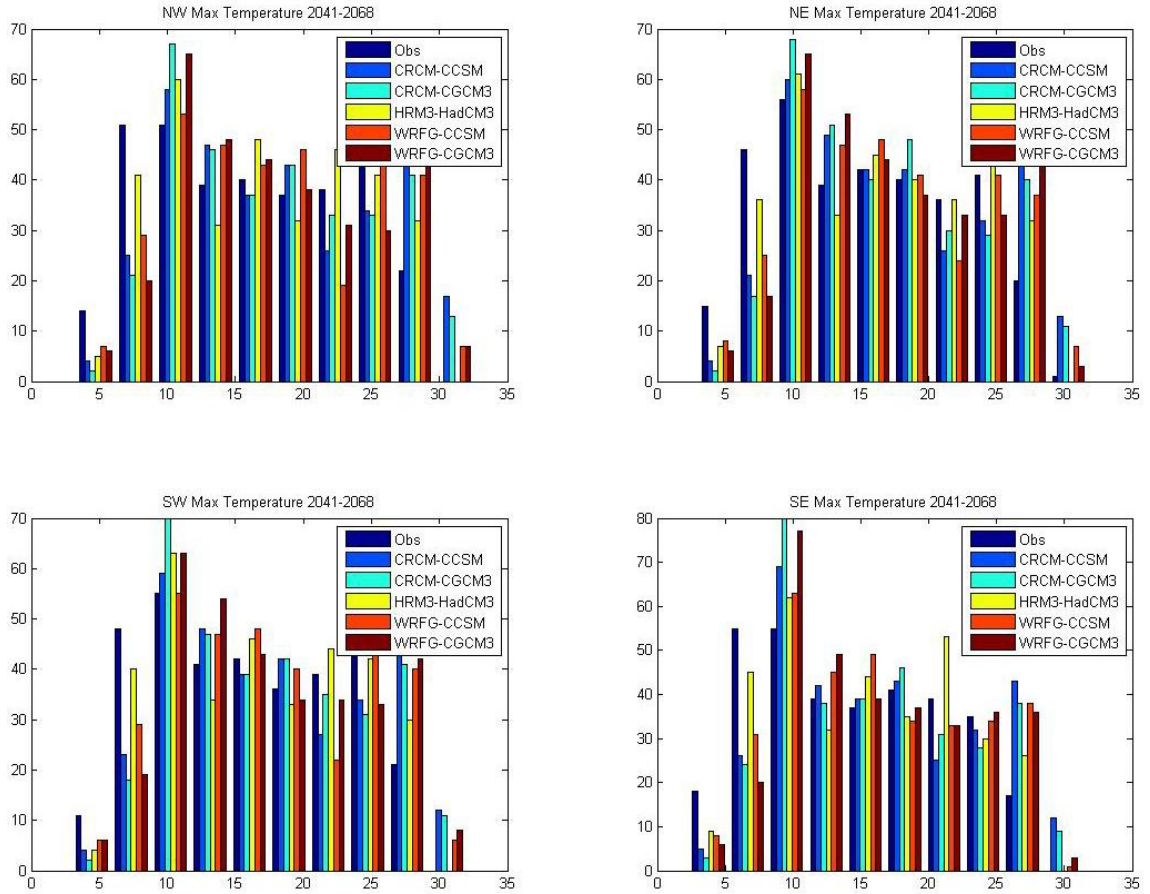 NW Max Temperature 2041-2068
70
60
50
40
30
20
10
0
0 5 10 15 20 25 30 35
Obs
CRCM-CCSM
CRCM-CGCM3
HRM3-HadCM3
WRFG-CCSM
WRFG-CGCM3
NE Max Temperature 2041-2068
70
60
50
40
30
20
10
0
0 5 10 15 20 25 30 35
Obs
CRCM-CCSM
CRCM-CGCM3
HRM3-HadCM3
WRFG-CCSM
WRFG-CGCM3
SW Max Temperature 2041-2068
70
60
50
40
30
20
10
0
0 5 10 15 20 25 30 35
Obs
CRCM-CCSM
CRCM-CGCM3
HRM3-HadCM3
WRFG-CCSM
WRFG-CGCM3
SE Max Temperature 2041-2068
80
70
60
50
40
30
20
10
0
0 5 10 15 20 25 30 35
Obs
CRCM-CCSM
CRCM-CGCM3
HRM3-HadCM3
WRFG-CCSM
WRFG-CGCM3